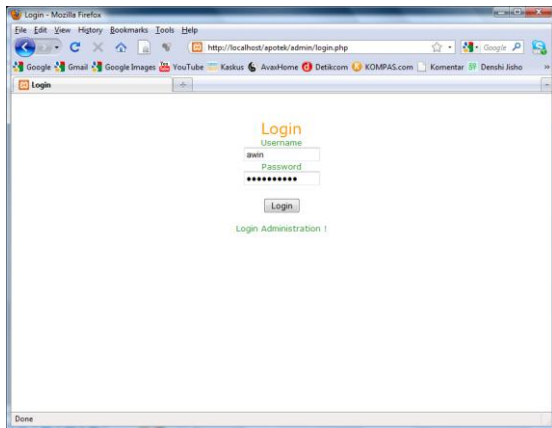 Login - Mozilla Firefox
File Edit View History Bookmarks Tools Help
http://localhost/apotek/admin/login.php
Google
Google Gmail Google Images YouTube Kaskus AvaxHome Detikcom KOMPAS.com Komentar Denshi Jisho »
Login
Login
Username
awin
Password
Login
Login Administration !
Done